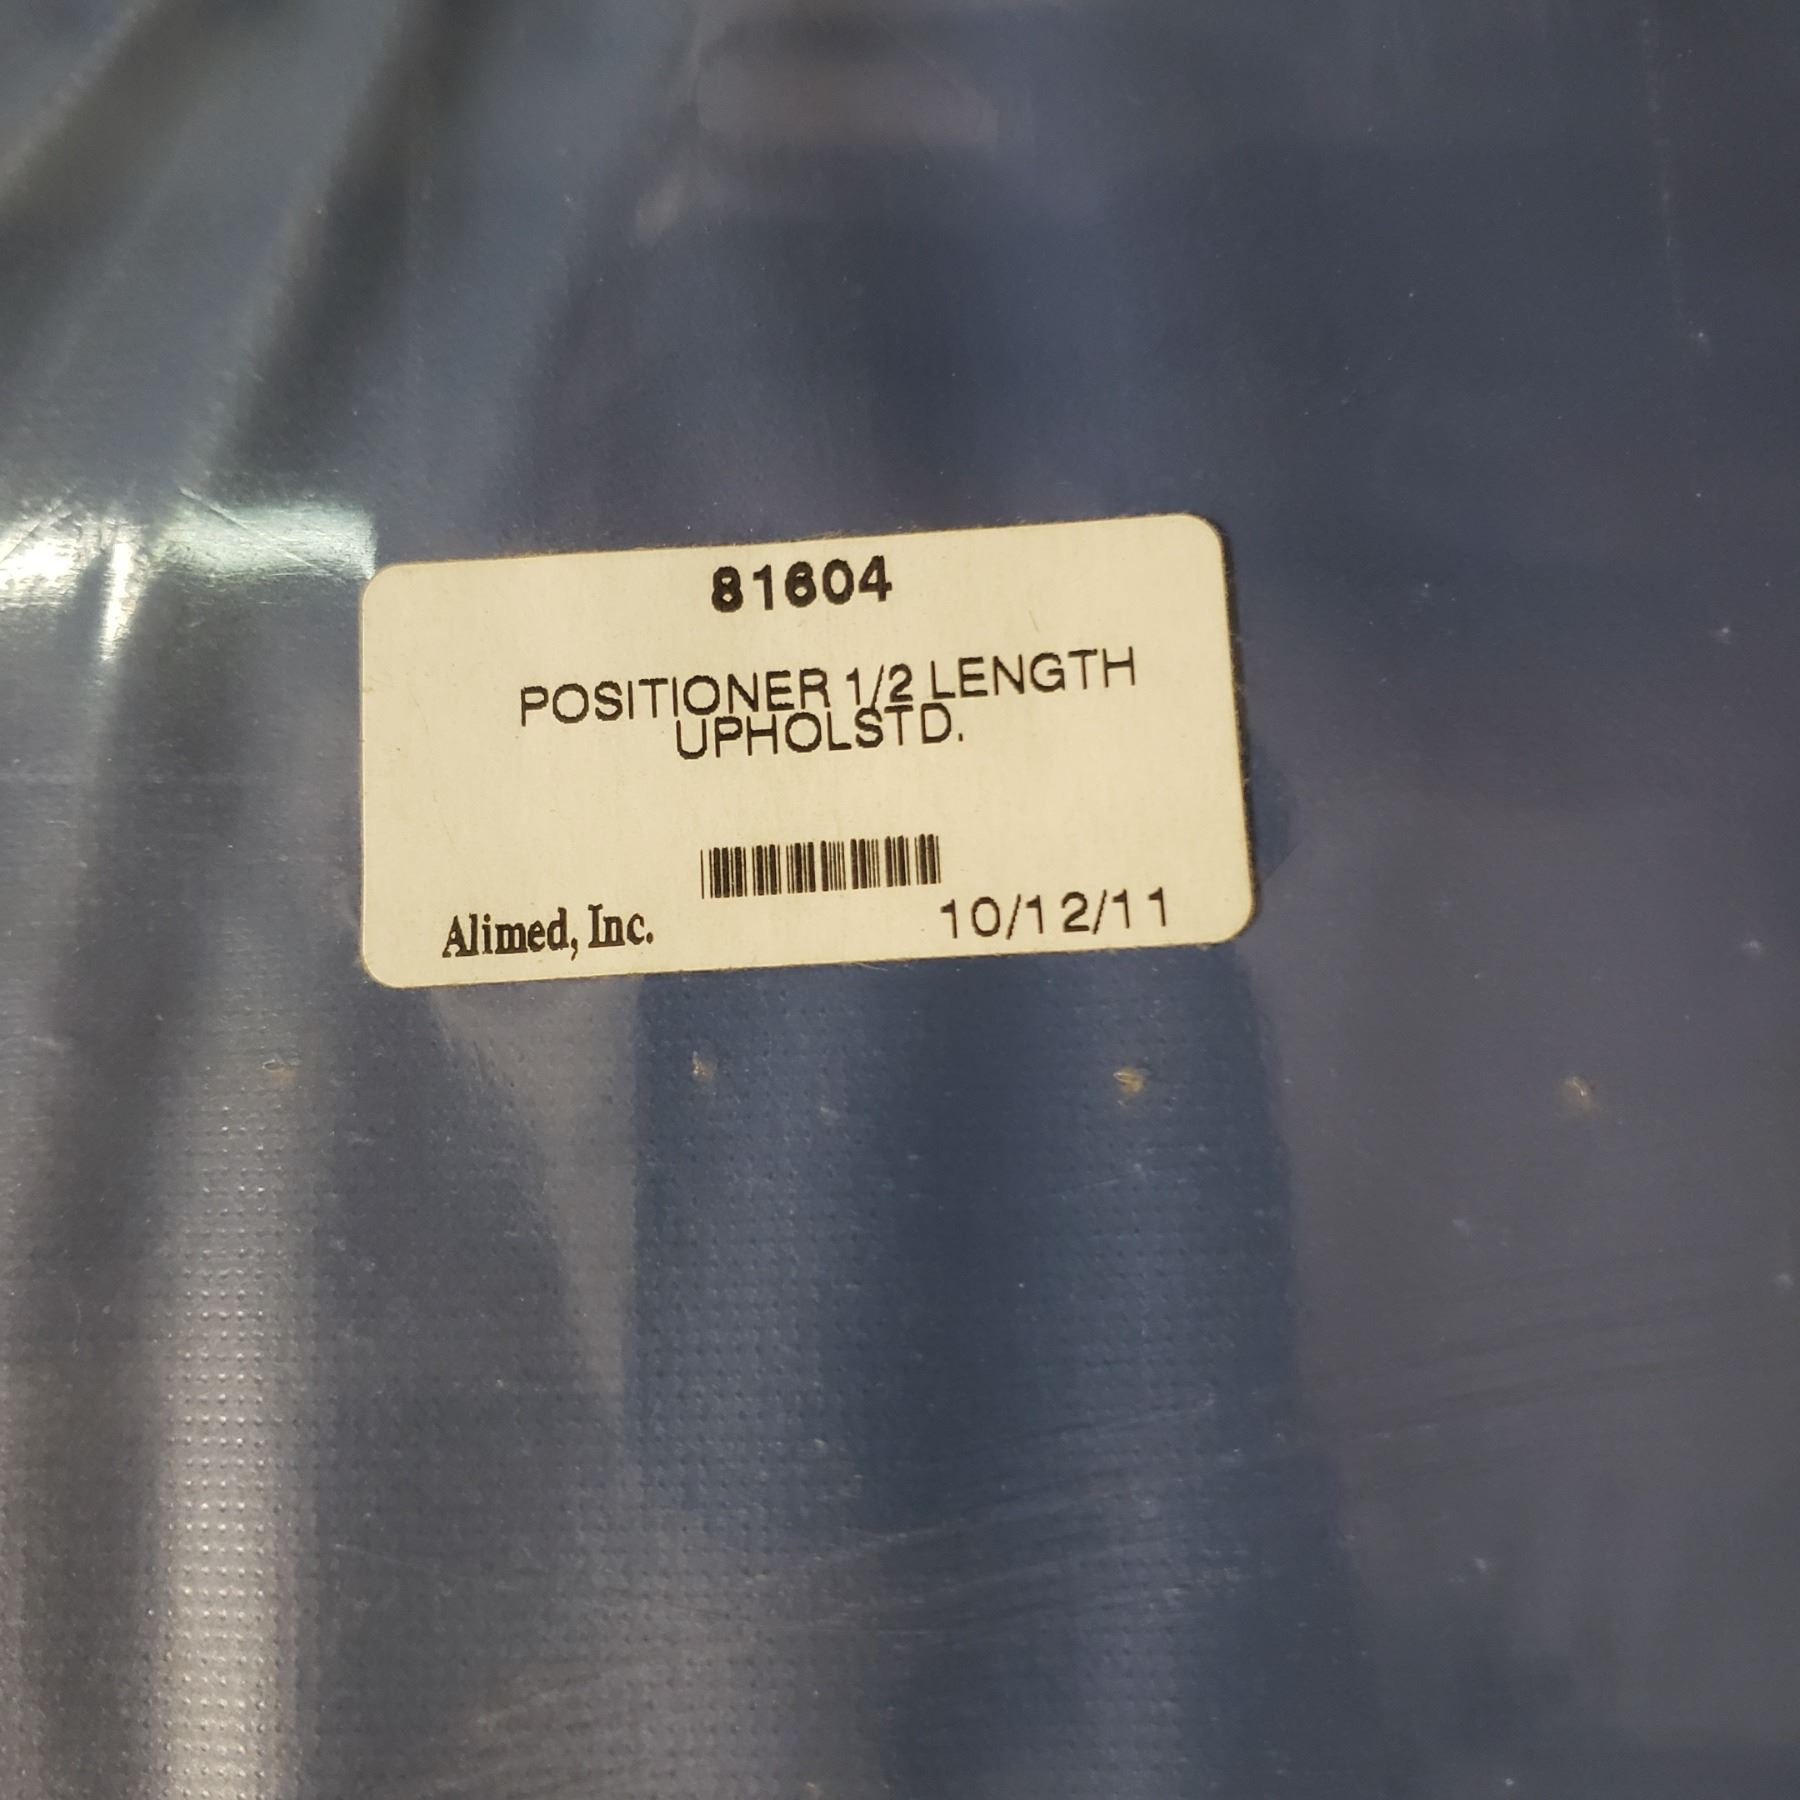 81604
POSITIONER 1/2 LENGTH
UPHOLSTD.
Alimed, Inc.
10/12/11